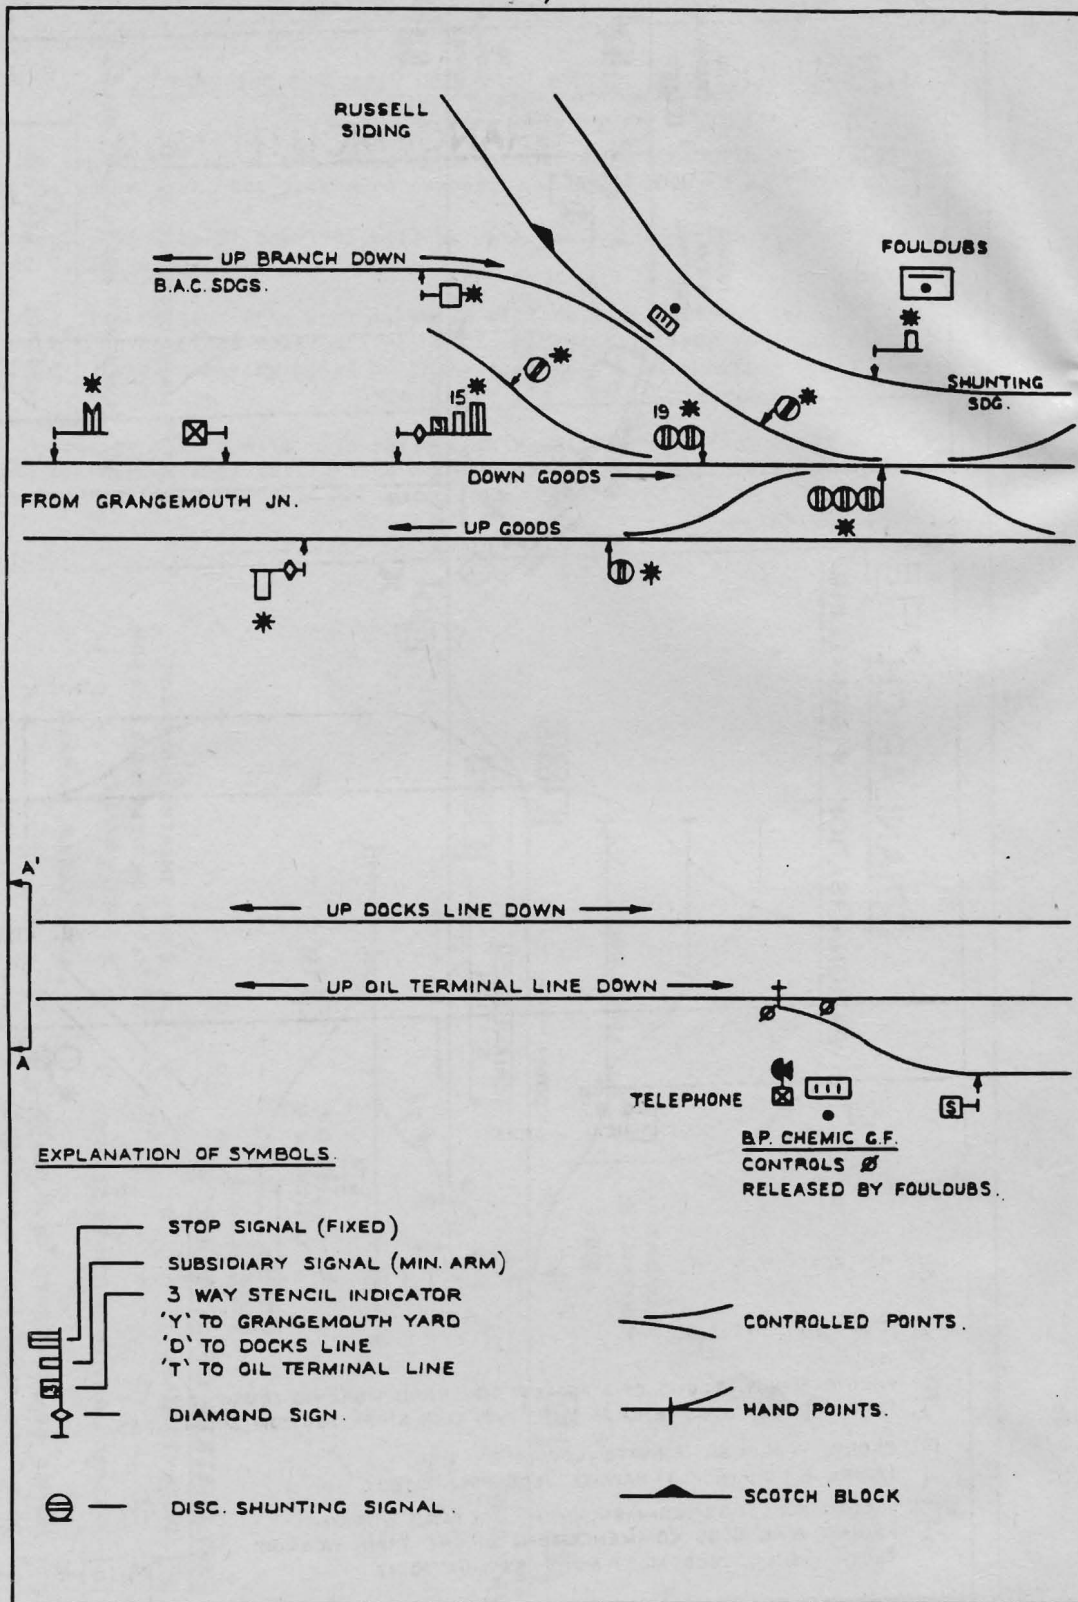 RUSSELL
SIDING
FOULDUBS
UP BRANCH DOWN
B.A.C. SDGS.
SHUNTING
SDG.
15
3
19
DOWN GOODS
FROM GRANGEMOUTH JN.
UP GOODS
A'
UP DOCKS LINE DOWN
UP OIL TERMINAL LINE DOWN
Ø Ø
A
TELEPHONE
S
B.P. CHEMIC G.F.
CONTROLS Ø
RELEASED BY FOULDUBS.
EXPLANATION OF SYMBOLS.
STOP SIGNAL (FIXED)
SUBSIDIARY SIGNAL (MIN. ARM)
3 WAY STENCIL INDICATOR
'Y' TO GRANGEMOUTH YARD
'D' TO DOCKS LINE
'T' TO OIL TERMINAL LINE
3
DIAMOND SIGN.
DISC. SHUNTING SIGNAL.
CONTROLLED POINTS.
HAND POINTS.
SCOTCH BLOCK